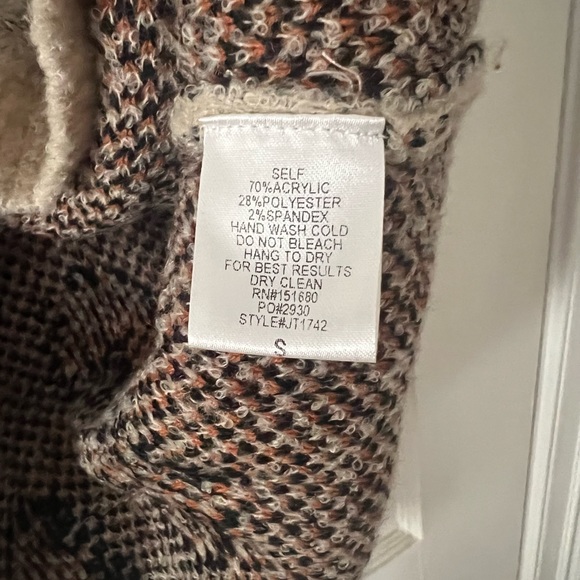 SELF
70%ACRYLIC
28%POLYESTER
2%SPANDEX
HAND WASH COLD
DO NOT BLEACH
HANG TO DRY
FOR BEST RESULTS
DRY CLEAN
RN#151680
PO#2930
STYLE#JT1742
S